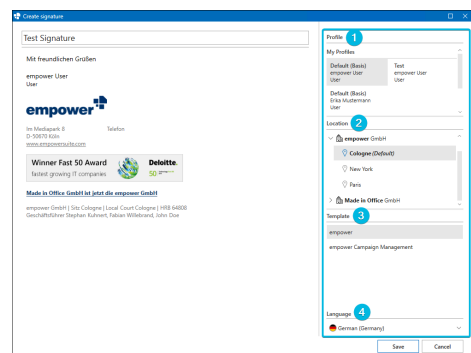 Create signature
Test Signature
Mit freundlichen Grüßen
empower User
User
empower
Im Mediapark 8 Telefon
D-50670 Köln
www.empowersuite.com
Winner Fast 50 Award
fastest growing IT companies
Deloitte.
50
Made in Office GmbH ist jetzt die empower GmbH
empower GmbH | Sitz Cologne | Local Court Cologne | HRB 64808
Geschäftsführer Stephan Kuhnert, Fabian Willebrand, John Doe
Profile 1
My Profiles
Default (Basis) Test
empower User empower User
User User
Default (Basis)
Erika Mustermann
User
Location 2
empower GmbH
Cologne (Default)
New York
Paris
Made in Office GmbH
Template 3
empower
empower Campaign Management
Language 4
German (Germany)
Save Cancel